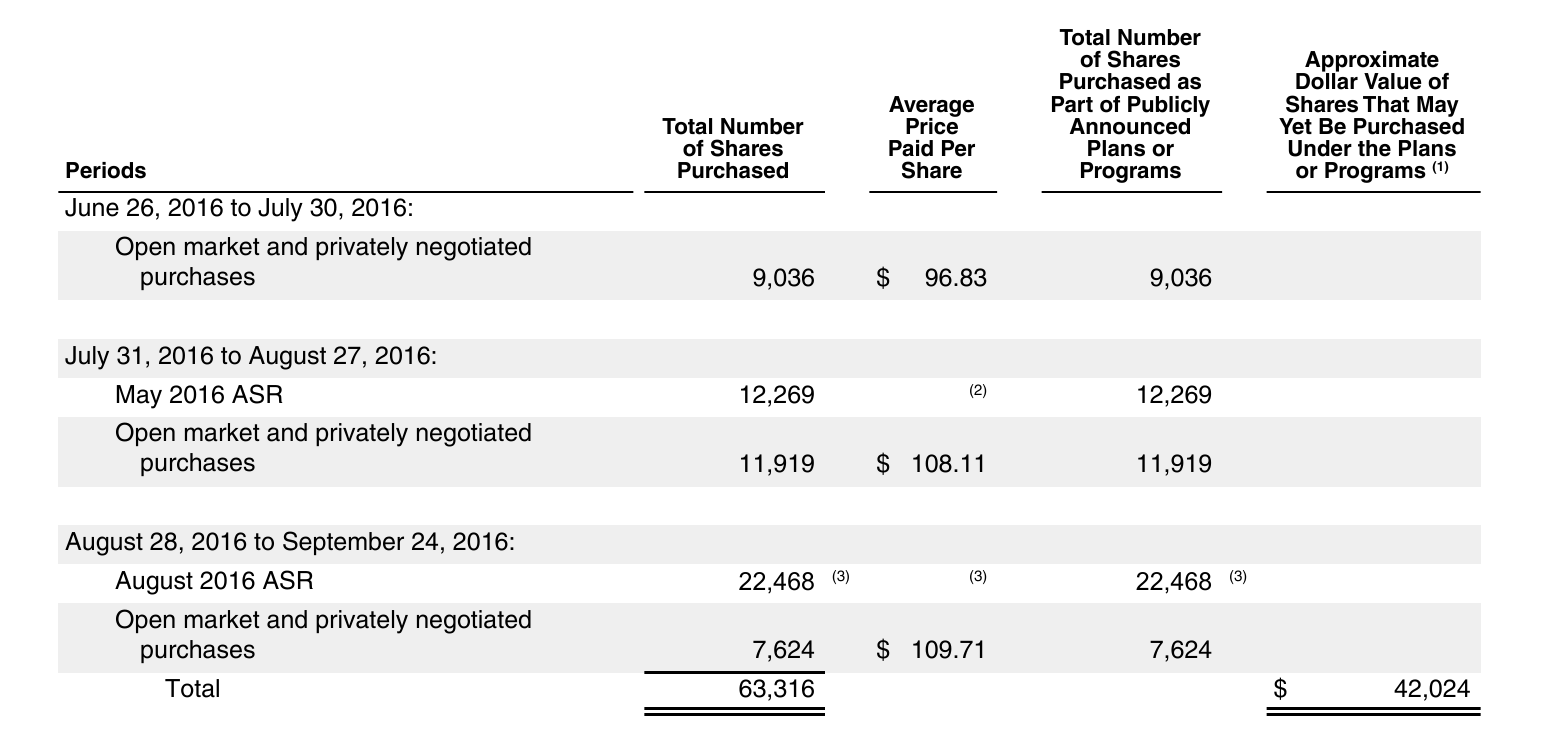 Periods
Total Number
of Shares
Purchased
Average
Price
Paid Per
Share
Total Number
of Shares
Purchased as
Part of Publicly
Announced
Plans or
Programs
Approximate
Dollar Value of
Shares That May
Yet Be Purchased
Under the Plans
or Programs (1)
June 26, 2016 to July 30, 2016:
Open market and privately negotiated
purchases 9,036 $ 96.83 9,036
July 31, 2016 to August 27, 2016:
May 2016 ASR 12,269 (2) 12,269
Open market and privately negotiated
purchases 11,919 $ 108.11 11,919
August 28, 2016 to September 24, 2016:
August 2016 ASR 22,468 (3) (3) 22,468 (3)
Open market and privately negotiated
purchases 7,624 $ 109.71 7,624
Total 63,316 $ 42,024